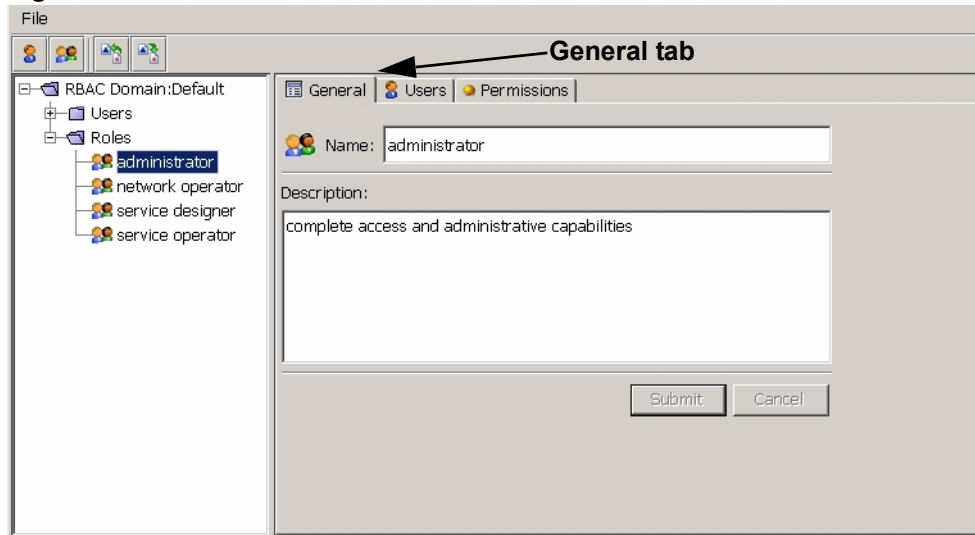 File
General tab
RBAC Domain:Default
Users
Roles
administrator
network operator
service designer
service operator
General
Users
Permissions
Name:
administrator
Description:
complete access and administrative capabilities
Submit
Cancel